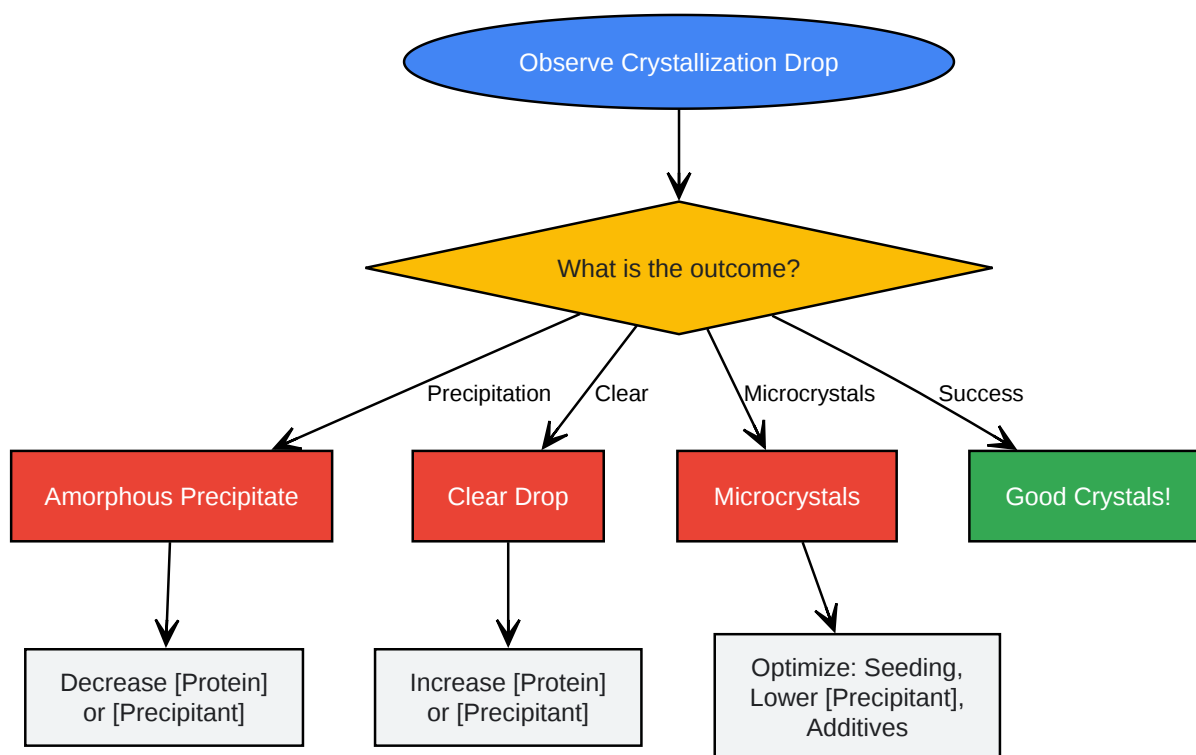 Observe Crystallization Drop
What is the outcome?
Precipitation
Clear
Microcrystals
Success
Amorphous Precipitate
Clear Drop
Microcrystals
Good Crystals!
Decrease [Protein]
or [Precipitant]
Increase [Protein]
or [Precipitant]
Optimize: Seeding,
Lower [Precipitant],
Additives